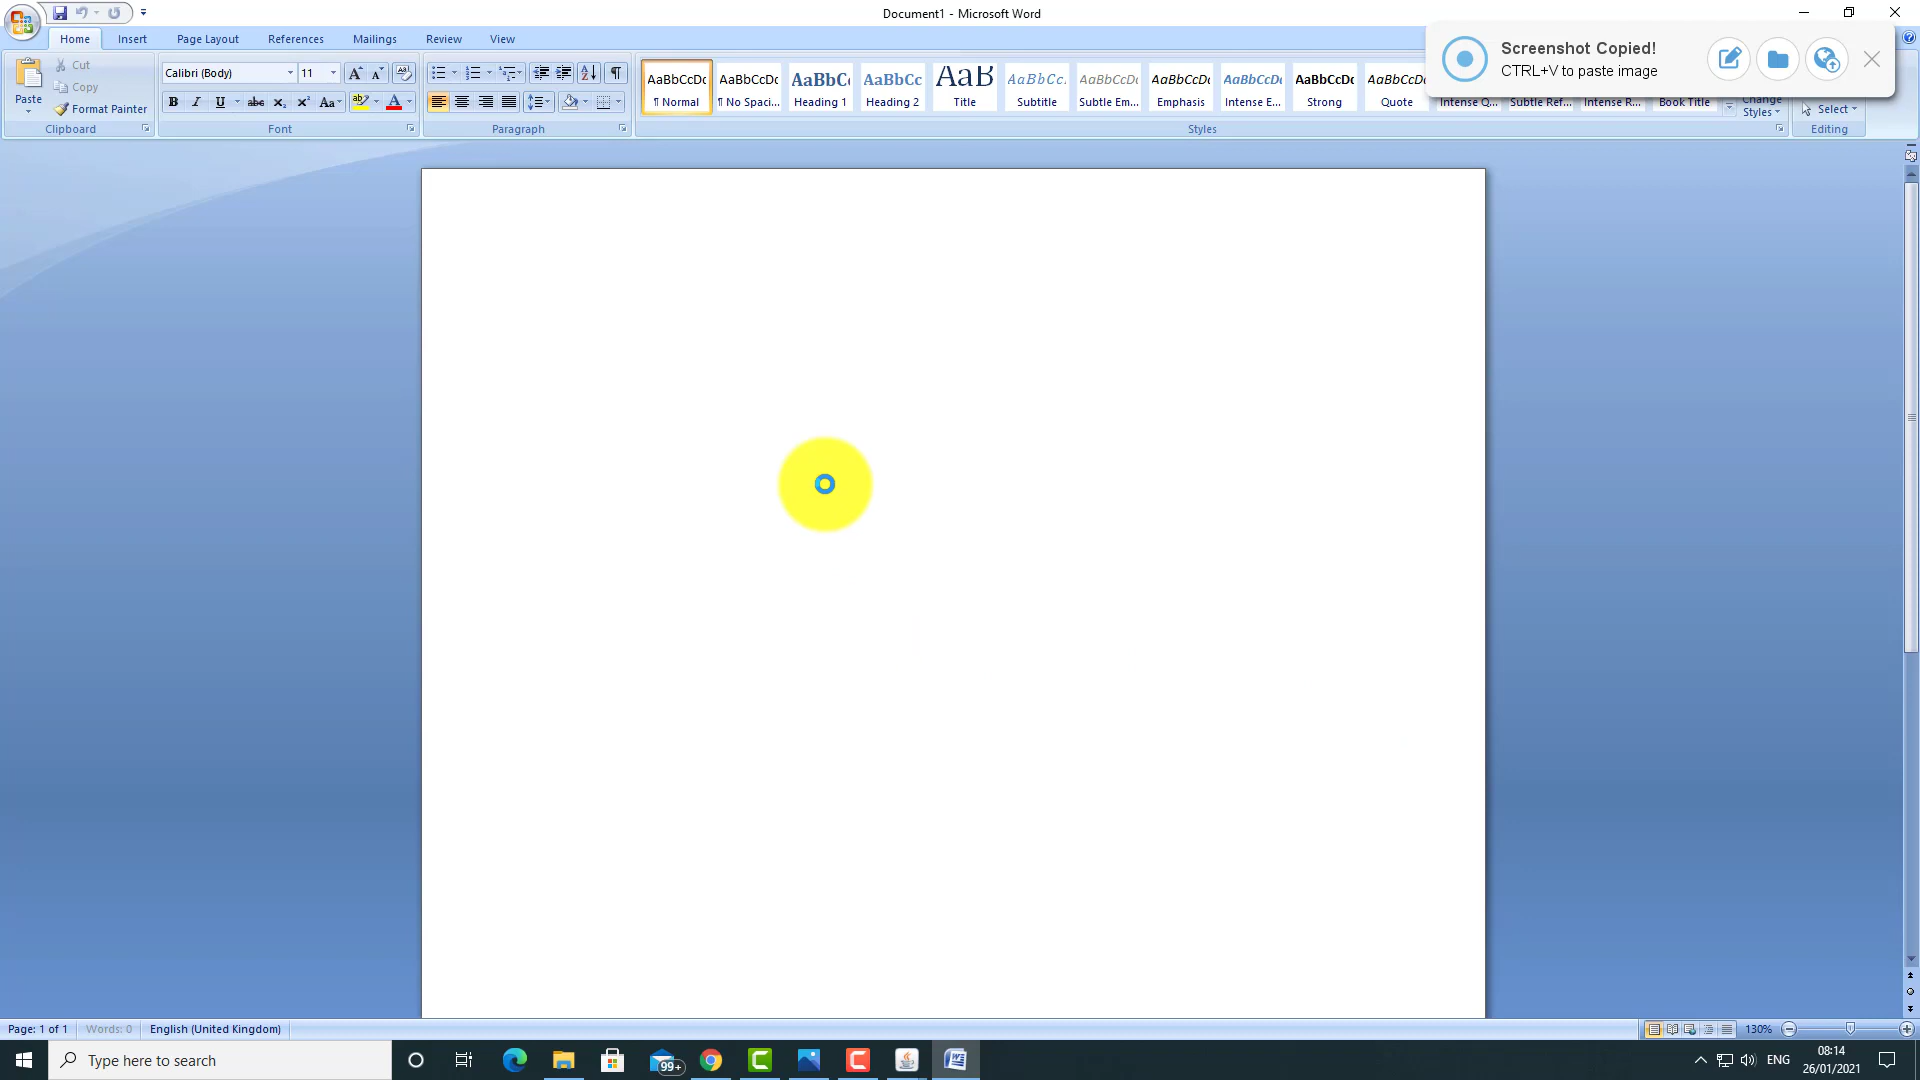 Document1 - Microsoft Word
Home Insert Page Layout References Mailings Review View
Screenshot Copied!
CTRL+V to paste image
Cut
Copy
Format Painter
Paste
Clipboard
Calibri (Body) 11
Font
Paragraph
AaBbCcDc AaBbCcDc AaBbC AaBbCc AaB AaBbCc. AaBbCcDc AaBbCcDc AaBbCcDc AaBbCcDc AaBbCcDc
¶ Normal ¶ No Spaci... Heading 1 Heading 2 Title Subtitle Subtle Em... Emphasis Intense E... Strong Quote Intense Q... Subtle Ref... Intense R... Book Title
Change
Styles
Styles
Select
Editing
Page: 1 of 1 Words: 0 English (United Kingdom) 130%
Type here to search
99+
ENG
08:14
26/01/2021